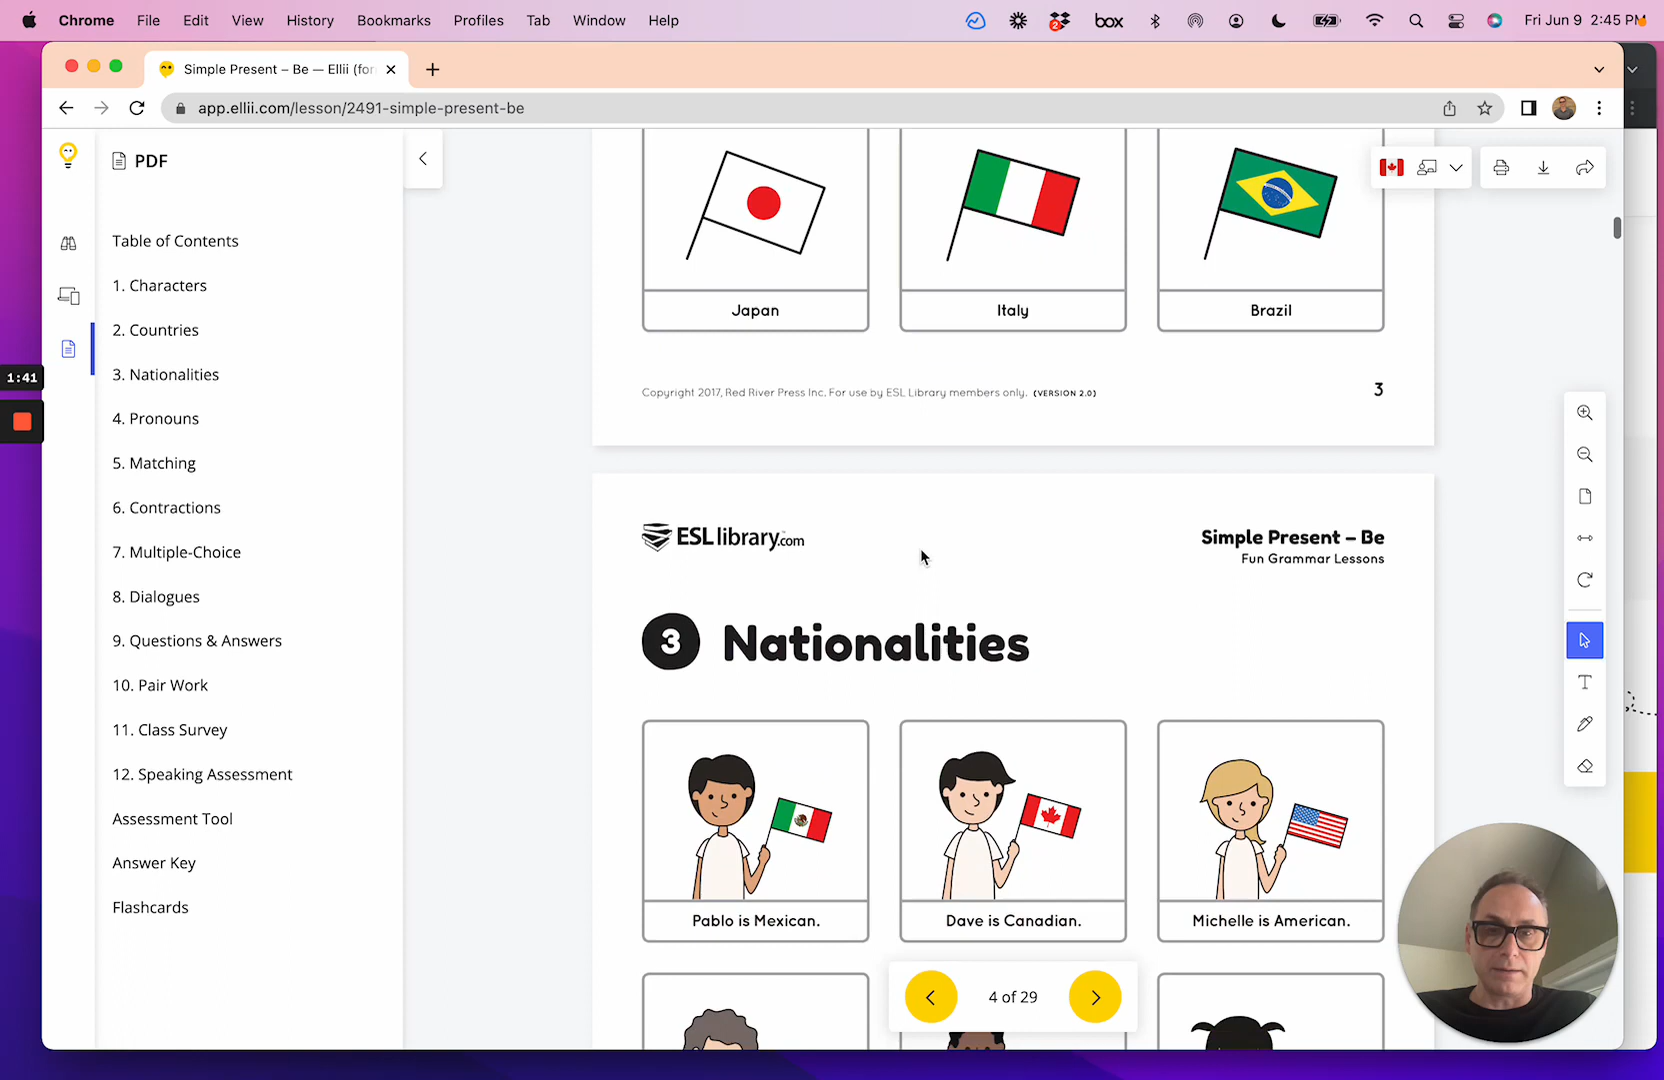 Chrome File Edit View History Bookmarks Profiles Tab Window Help 2 box Fri Jun 9 2:45 PM
Simple Present – Be — Ellii (for
app.ellii.com/lesson/2491-simple-present-be
PDF
Table of Contents
1. Characters
2. Countries
3. Nationalities
4. Pronouns
5. Matching
6. Contractions
7. Multiple-Choice
8. Dialogues
9. Questions & Answers
10. Pair Work
11. Class Survey
12. Speaking Assessment
Assessment Tool
Answer Key
Flashcards
1:41
Japan Italy Brazil
Copyright 2017, Red River Press Inc. For use by ESL Library members only. (VERSION 2.0) 3
ESLlibrary.com
Simple Present – Be
Fun Grammar Lessons
3 Nationalities
Pablo is Mexican. Dave is Canadian. Michelle is American.
4 of 29
T